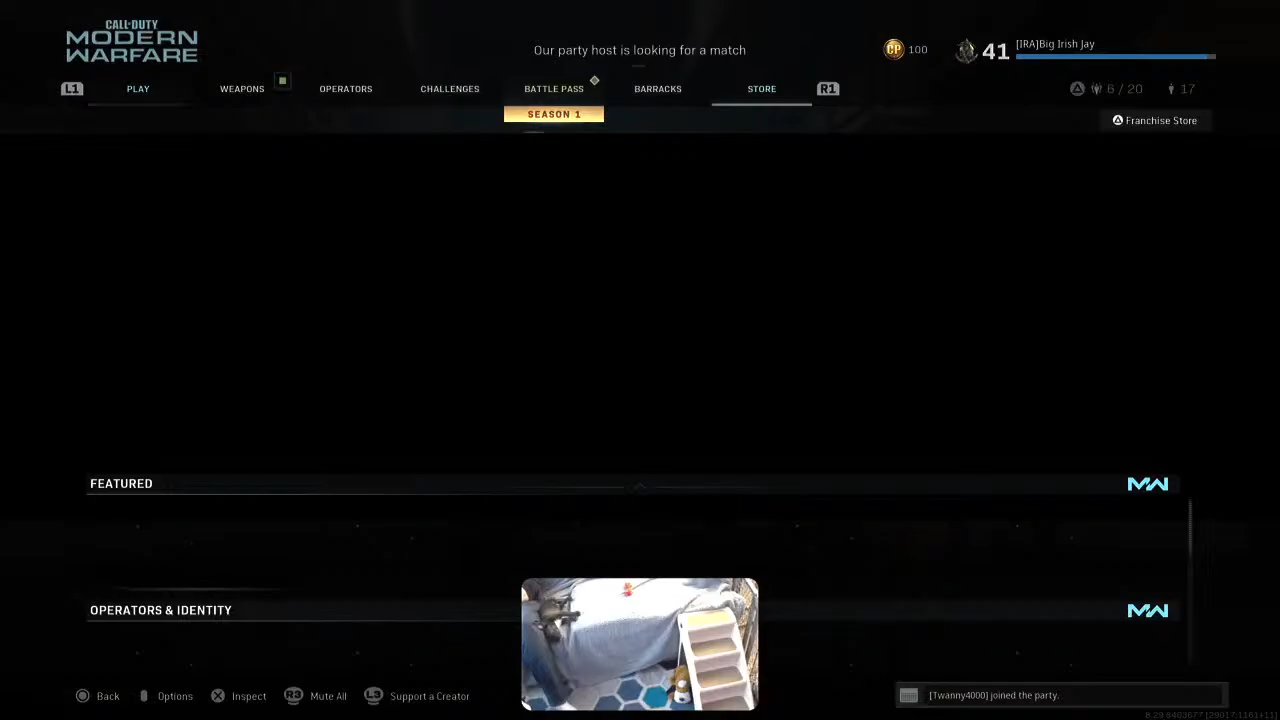 CALL·DUTY
MODERN
WARFARE
Our party host is looking for a match
CP 100
41
[IRA]Big Irish Jay
L1
PLAY
WEAPONS
OPERATORS
CHALLENGES
BATTLE PASS
BARRACKS
STORE
R1
6 / 20
17
SEASON 1
Franchise Store
FEATURED
MW
OPERATORS & IDENTITY
MW
Back
Options
Inspect
R3 Mute All
L3 Support a Creator
[Twanny4000] joined the party.